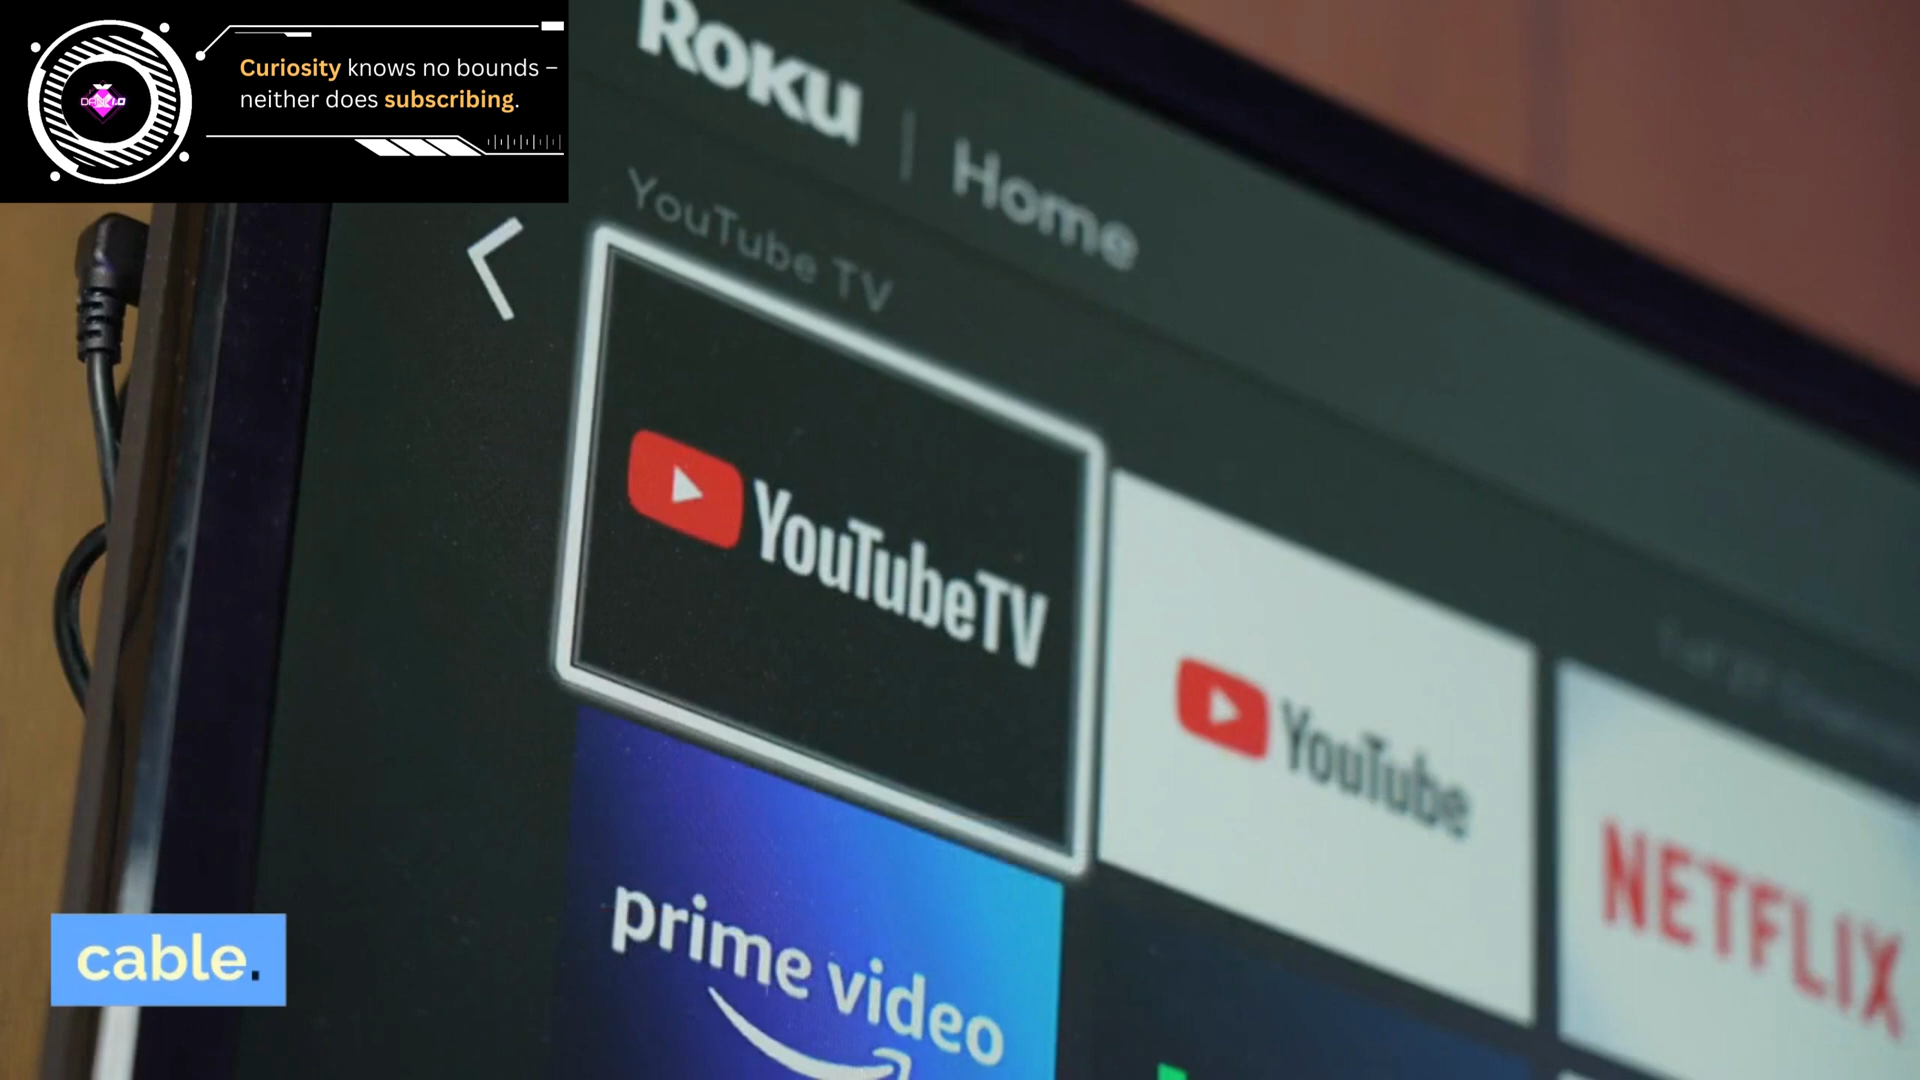 Curiosity knows no bounds –
neither does subscribing.
ROKU | Home
YouTube TV
YouTubeTV
YouTube
NETFLIX
prime video
cable.